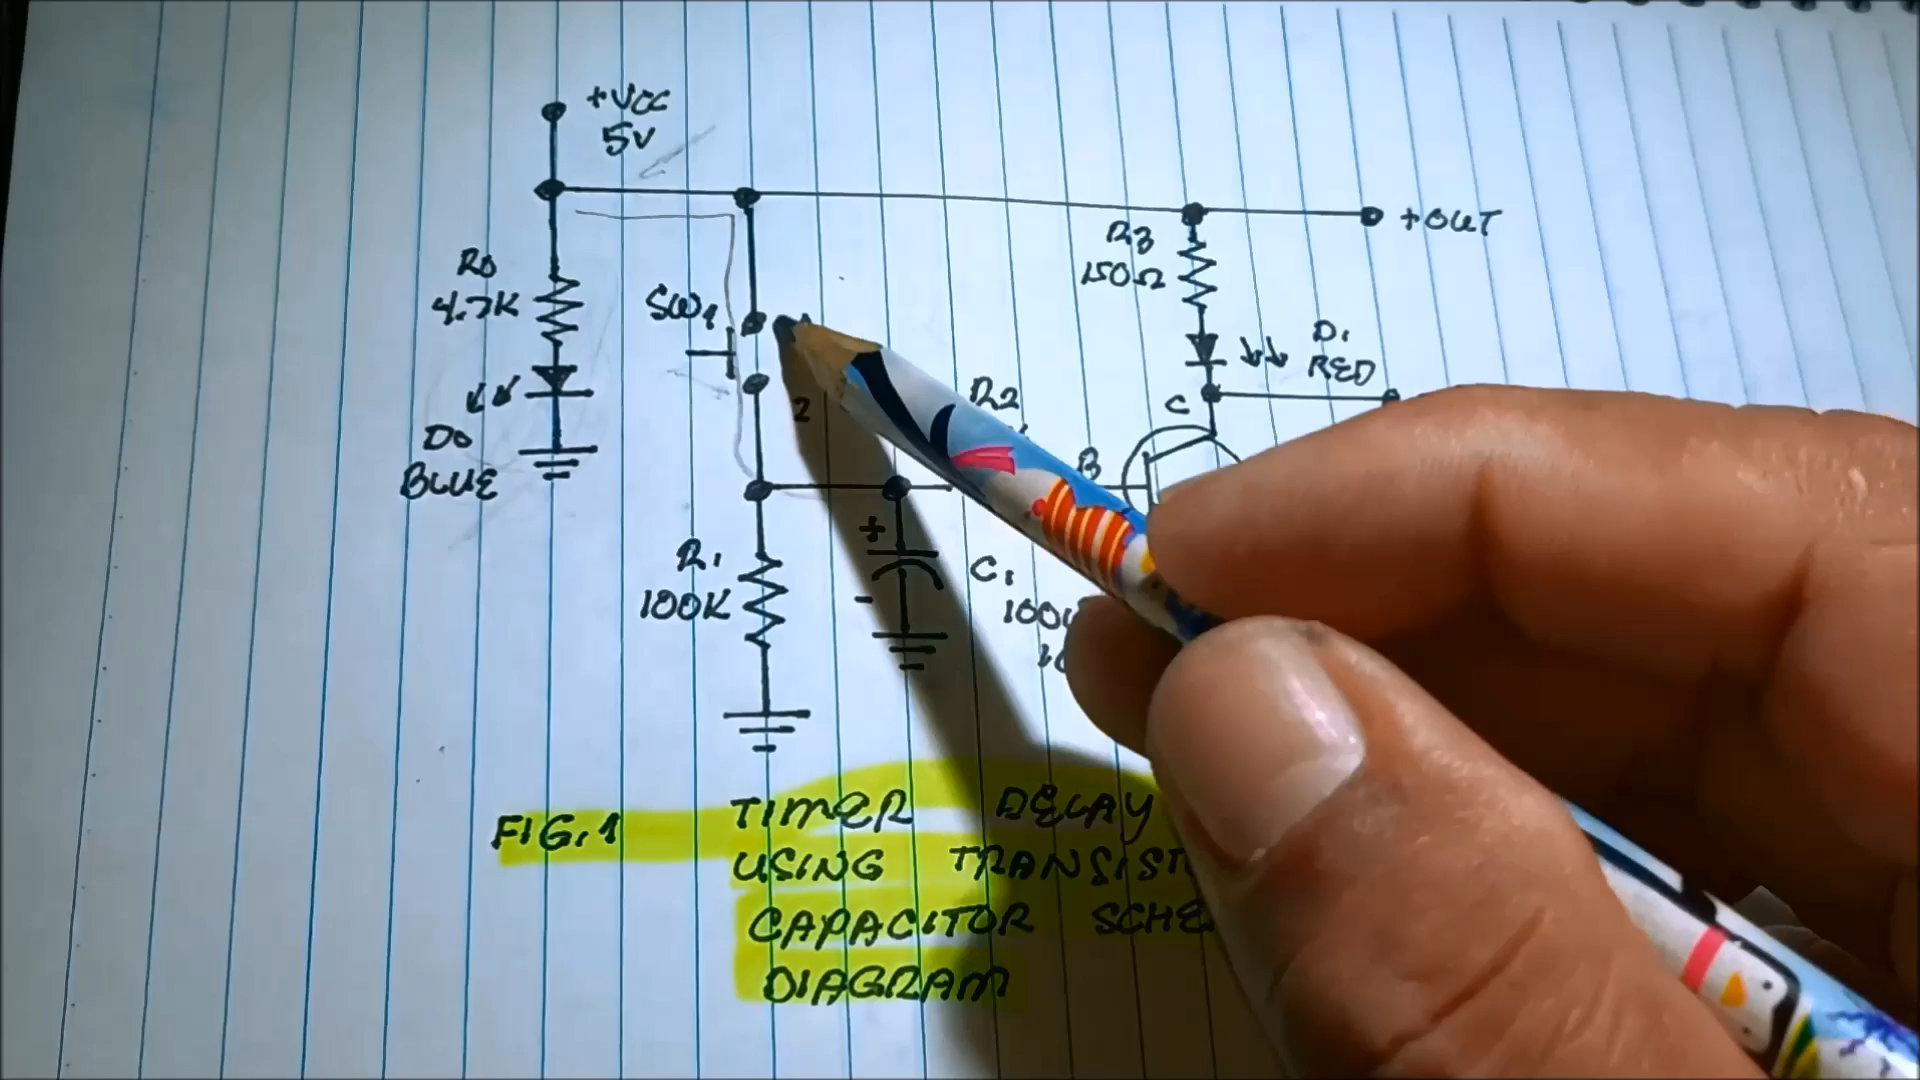 +VCC
5V
+OUT
R3
150Ω
R0
4.7K
SW1
D1
RED
R2
C
2
B
D0
BLUE
+
R1
100K
C1
-
FIG.1 TIMER DELAY
USING
CAPACITOR
DIAGRAM